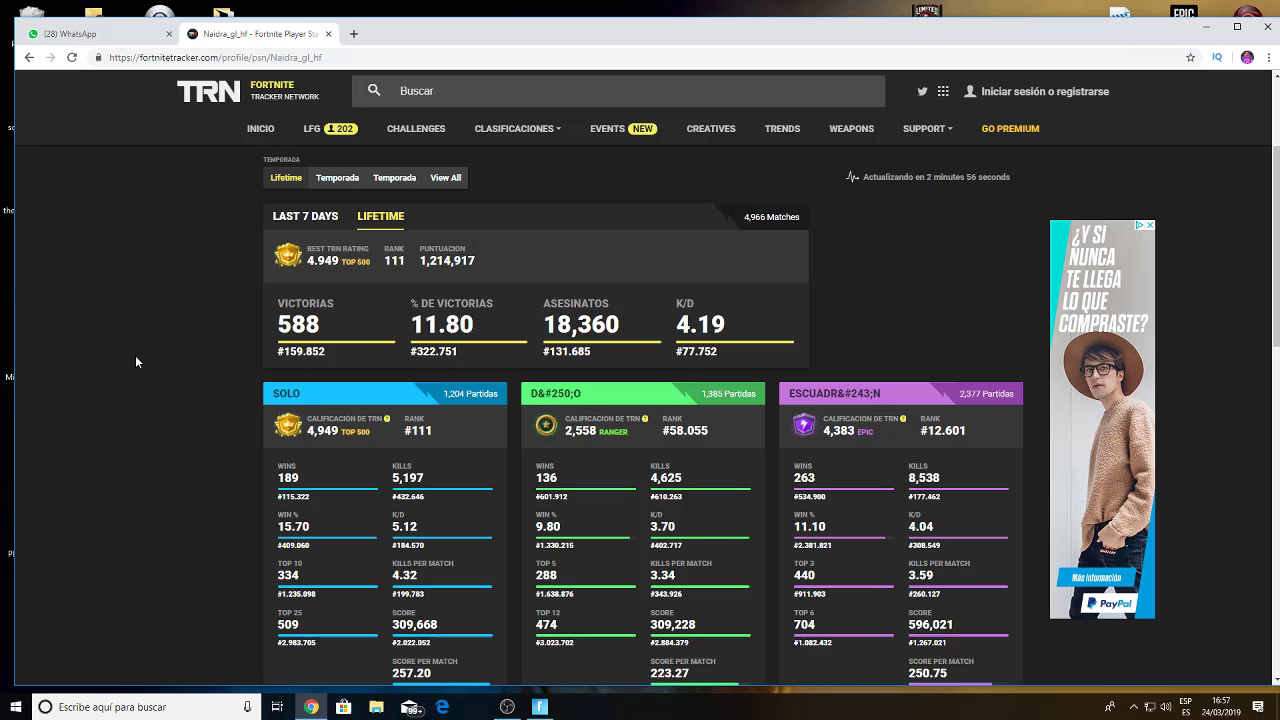 (28) WhatsApp
Naidra_gl_hf - Fortnite Player Sta
https://fortnitetracker.com/profile/psn/Naidra_gl_hf
TRN FORTNITE TRACKER NETWORK
Buscar
Iniciar sesión o registrarse
INICIO LFG 202 CHALLENGES CLASIFICACIONES EVENTS NEW CREATIVES TRENDS WEAPONS SUPPORT GO PREMIUM
TEMPORADA
Lifetime Temporada Temporada View All
Actualizando en 2 minutes 56 seconds
LAST 7 DAYS LIFETIME 4,966 Matches
BEST TRN RATING RANK PUNTUACIÓN
4.949 TOP 500 111 1,214,917
VICTORIAS % DE VICTORIAS ASESINATOS K/D
588 11.80 18,360 4.19
#159.852 #322.751 #131.685 #77.752
SOLO 1,204 Partidas
CALIFICACION DE TRN RANK
4,949 TOP 500 #111
WINS KILLS
189 5,197
#115.322 #432.646
WIN % K/D
15.70 5.12
#409.060 #184.570
TOP 10 KILLS PER MATCH
334 4.32
#1.235.098
TOP 25 SCORE
509 309,668
#2.983.705 #2.022.052
SCORE PER MATCH
257.20
D&#250;O 1,385 Partidas
CALIFICACION DE TRN RANK
2,558 RANGER #58.055
WINS KILLS
136 4,625
#601.912 #610.263
WIN % K/D
9.80 3.70
#1.330.215 #402.717
TOP 5 KILLS PER MATCH
288 3.34
#1.638.876 #343.926
TOP 12 SCORE
474 309,228
#3.023.702 #2.884.379
SCORE PER MATCH
223.27
ESCUADR&#243;N 2,377 Partidas
CALIFICACION DE TRN RANK
4,383 EPIC #12.601
WINS KILLS
263 8,538
#534.900 #177.462
WIN % K/D
11.10 4.04
#2.381.821 #308.549
TOP 3 KILLS PER MATCH
440 3.59
#911.903 #260.127
TOP 6 SCORE
704 596,021
#1.082.432 #1.267.021
SCORE PER MATCH
250.75
¿Y SI
NUNCA
TE LLEGA
LO QUE
COMPRASTE?
Más información
PayPal
Escribe aquí para buscar
ESP
ES
16:57
24/03/2019